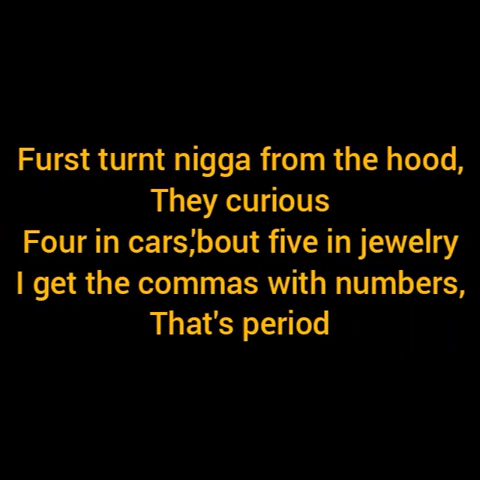 Furst turnt nigga from the hood,
They curious
Four in cars,'bout five in jewelry
I get the commas with numbers,
That's period